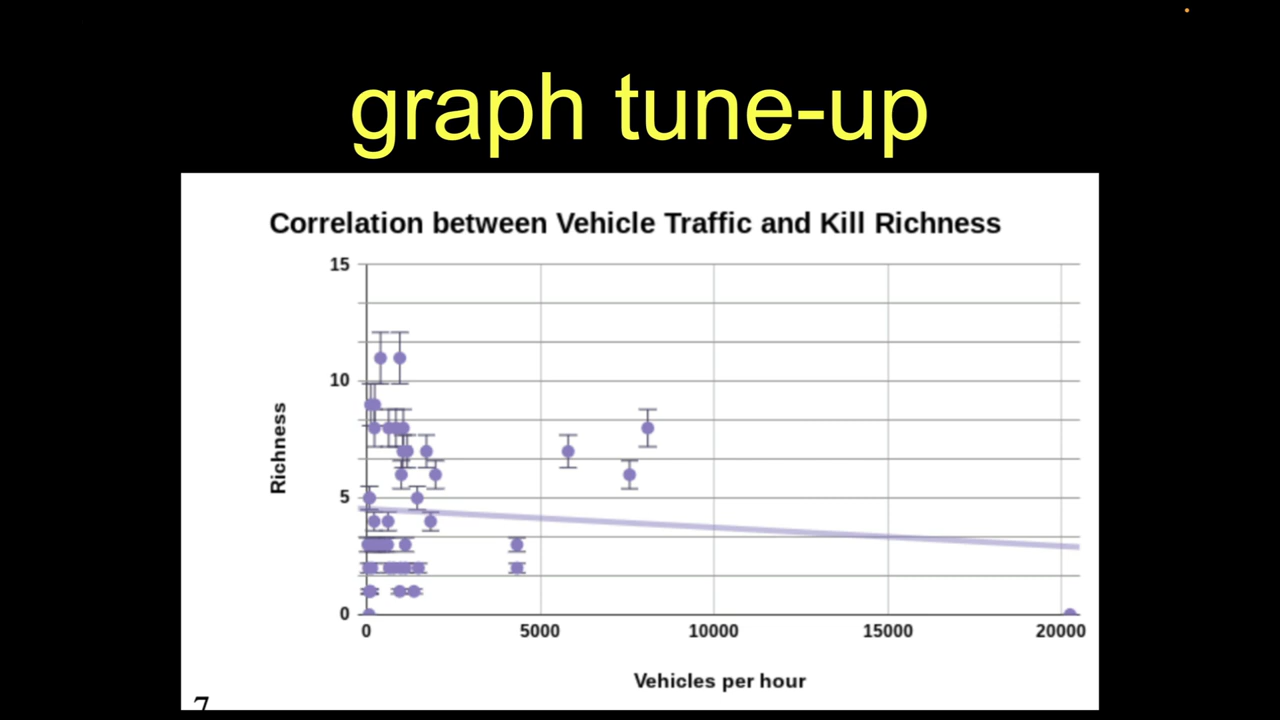 graph tune-up
Correlation between Vehicle Traffic and Kill Richness
15
10
5
0
Richness
0 5000 10000 15000 20000
Vehicles per hour
7